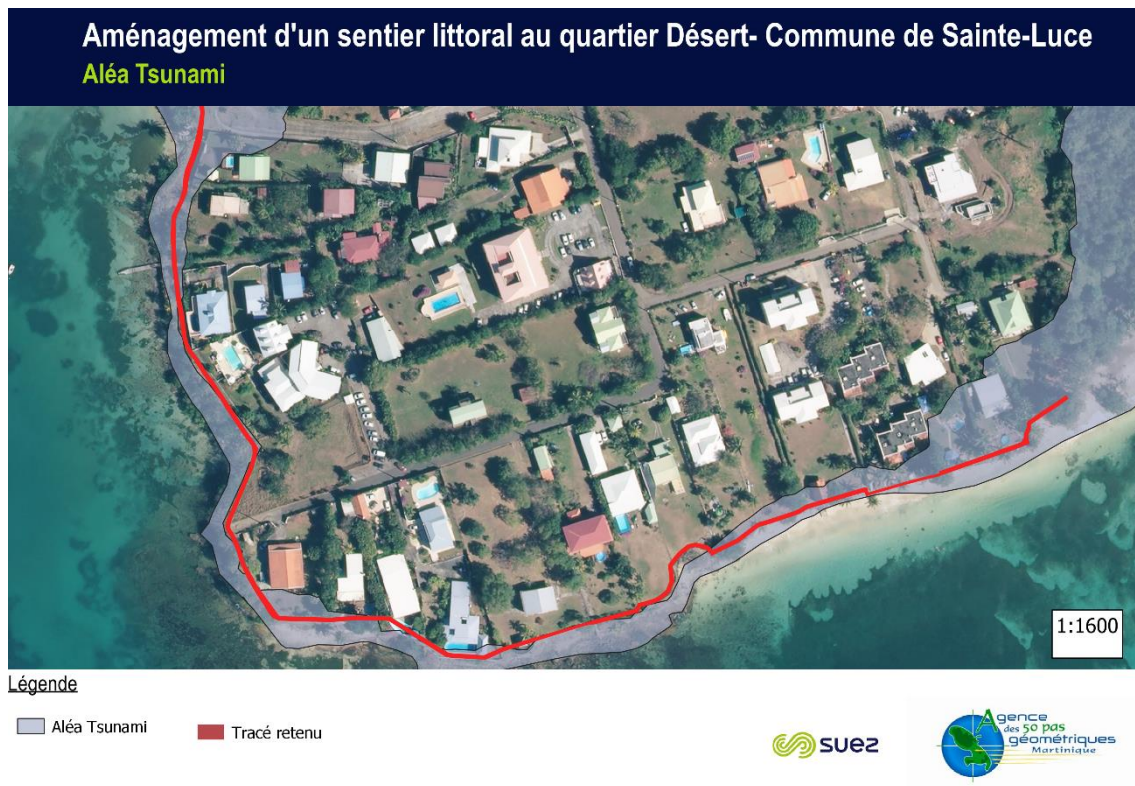 Aménagement d'un sentier littoral au quartier Désert- Commune de Sainte-Luce
Aléa Tsunami
1:1600
Légende
Aléa Tsunami
Tracé retenu
suez
Agence
des 50 pas
géométriques
Martinique